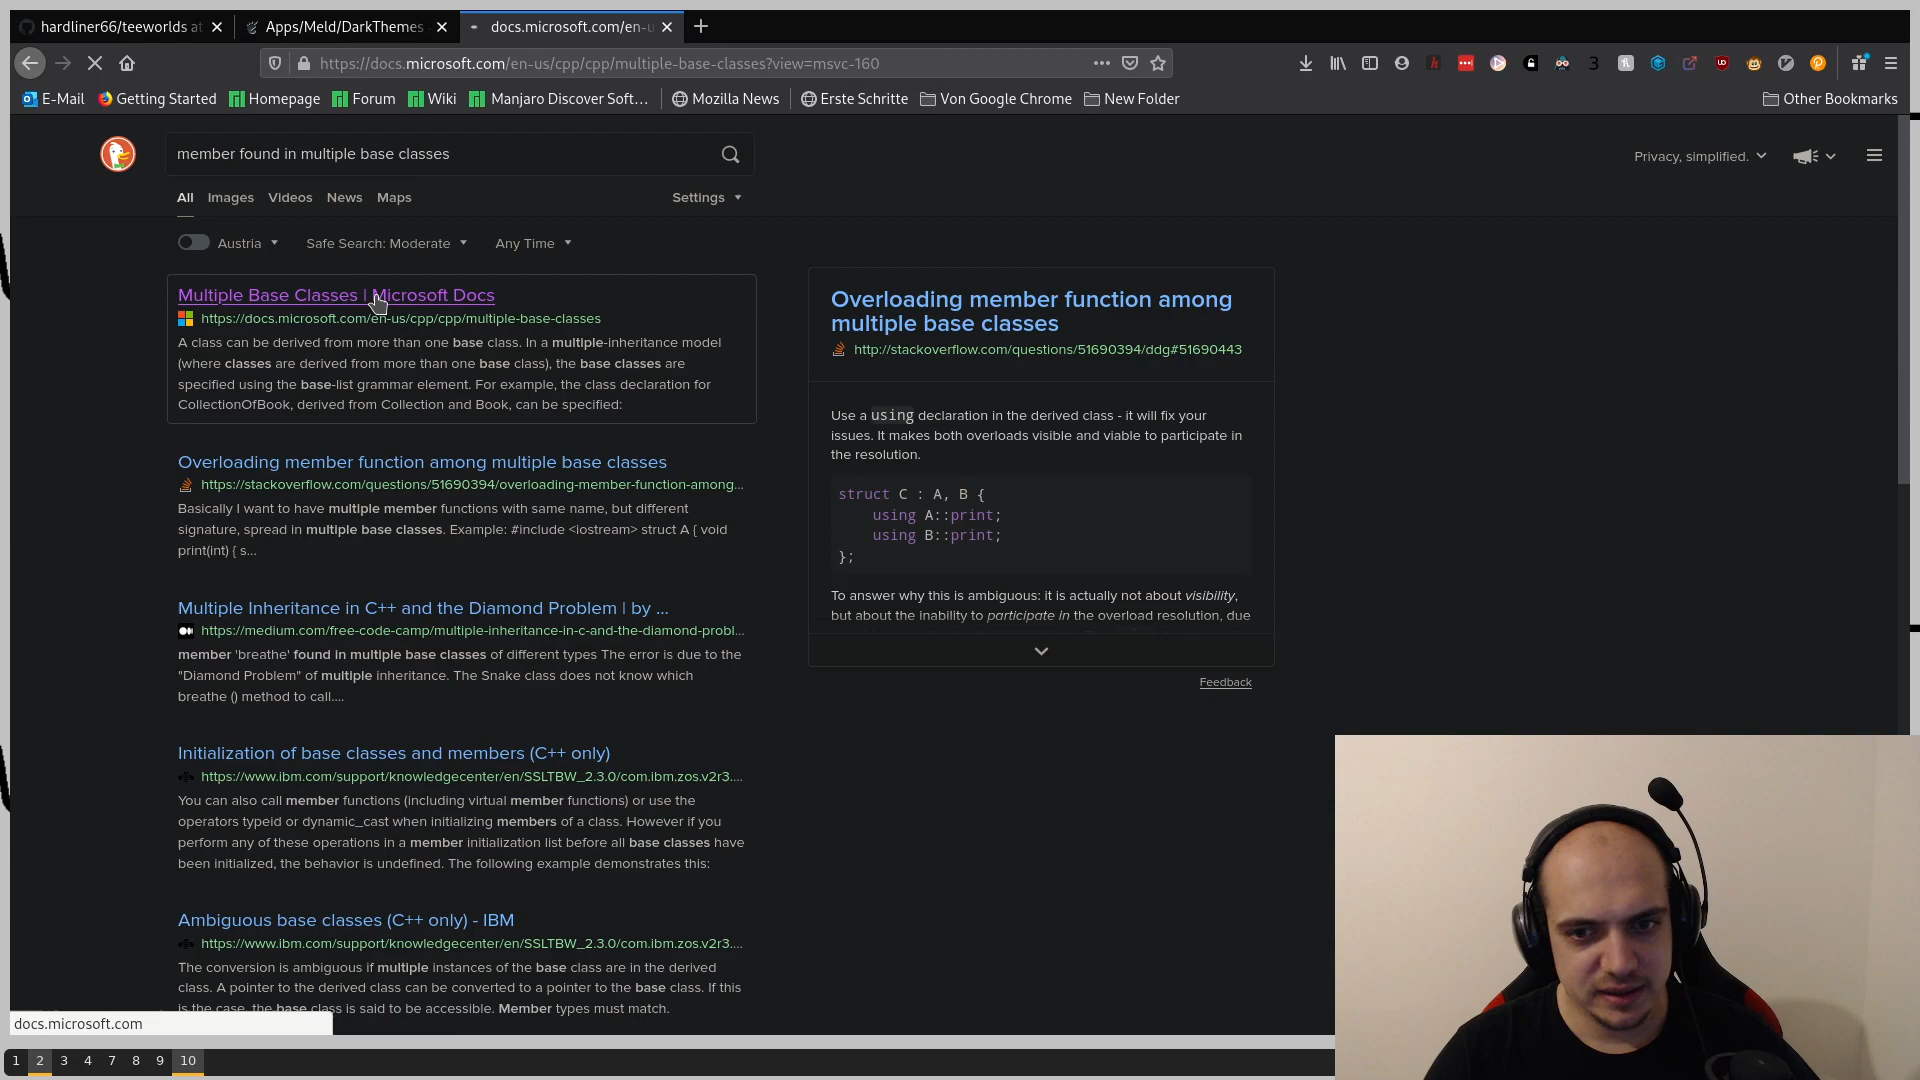 hardliner66/teeworlds at
Apps/Meld/DarkThemes -
docs.microsoft.com/en-u
https://docs.microsoft.com/en-us/cpp/cpp/multiple-base-classes?view=msvc-160
E-Mail Getting Started Homepage Forum Wiki Manjaro Discover Soft… Mozilla News Erste Schritte Von Google Chrome New Folder Other Bookmarks
member found in multiple base classes
Privacy, simplified.
All Images Videos News Maps Settings
Austria Safe Search: Moderate Any Time
Multiple Base Classes | Microsoft Docs
https://docs.microsoft.com/en-us/cpp/cpp/multiple-base-classes
A class can be derived from more than one base class. In a multiple-inheritance model
(where classes are derived from more than one base class), the base classes are
specified using the base-list grammar element. For example, the class declaration for
CollectionOfBook, derived from Collection and Book, can be specified:
Overloading member function among multiple base classes
https://stackoverflow.com/questions/51690394/overloading-member-function-among...
Basically I want to have multiple member functions with same name, but different
signature, spread in multiple base classes. Example: #include <iostream> struct A { void
print(int) { s...
Multiple Inheritance in C++ and the Diamond Problem | by ...
https://medium.com/free-code-camp/multiple-inheritance-in-c-and-the-diamond-probl...
member 'breathe' found in multiple base classes of different types The error is due to the
"Diamond Problem" of multiple inheritance. The Snake class does not know which
breathe () method to call....
Initialization of base classes and members (C++ only)
https://www.ibm.com/support/knowledgecenter/en/SSLTBW_2.3.0/com.ibm.zos.v2r3....
You can also call member functions (including virtual member functions) or use the
operators typeid or dynamic_cast when initializing members of a class. However if you
perform any of these operations in a member initialization list before all base classes have
been initialized, the behavior is undefined. The following example demonstrates this:
Ambiguous base classes (C++ only) - IBM
https://www.ibm.com/support/knowledgecenter/en/SSLTBW_2.3.0/com.ibm.zos.v2r3....
The conversion is ambiguous if multiple instances of the base class are in the derived
class. A pointer to the derived class can be converted to a pointer to the base class. If this
is the case, the base class is said to be accessible. Member types must match.
Overloading member function among
multiple base classes
http://stackoverflow.com/questions/51690394/ddg#51690443
Use a using declaration in the derived class - it will fix your
issues. It makes both overloads visible and viable to participate in
the resolution.
struct C : A, B {
using A::print;
using B::print;
};
To answer why this is ambiguous: it is actually not about visibility,
but about the inability to participate in the overload resolution, due
Feedback
docs.microsoft.com
1 2 3 4 7 8 9 10